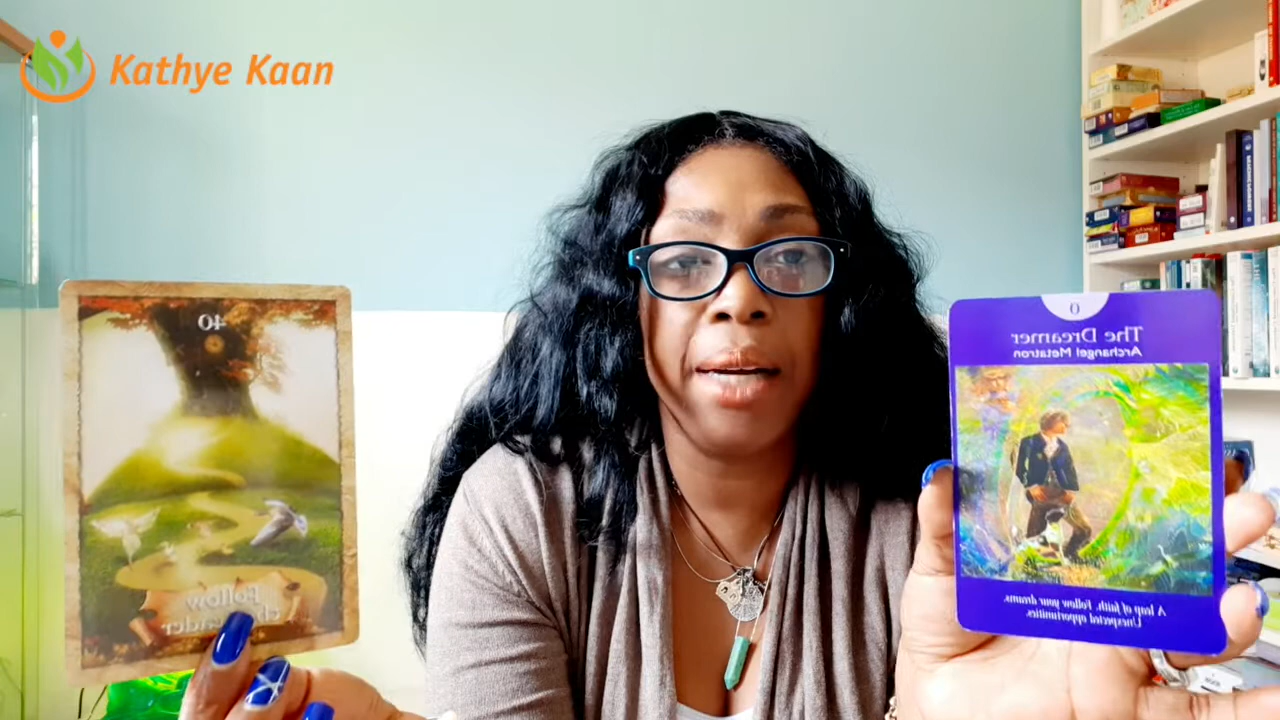 Kathye Kaan
40
Follow
0
The Dreamer
Archangel Metatron
A leap of faith. Follow your dreams.
Unexpected opportunities.